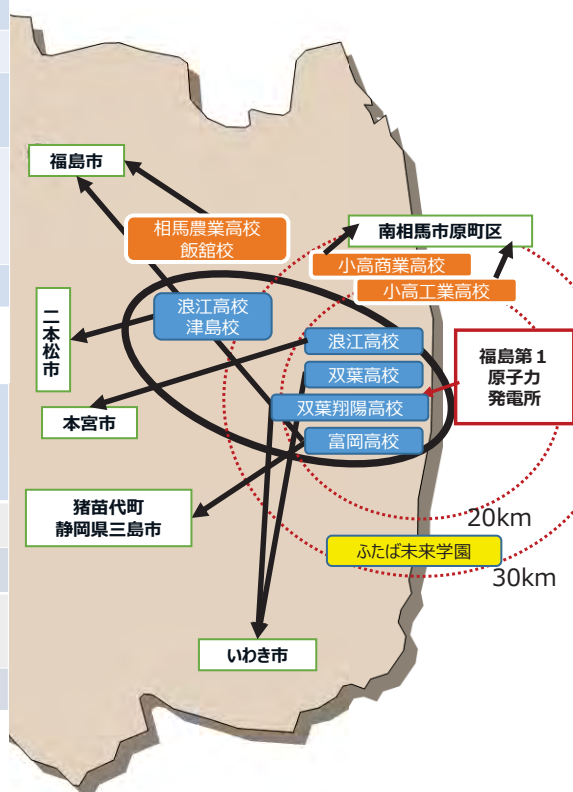 福島市
相馬農業高校
飯舘校
南相馬市原町区
小高商業高校
小高工業高校
二本松市
浪江高校
津島校
浪江高校
双葉高校
双葉翔陽高校
富岡高校
福島第１
原子力
発電所
本宮市
猪苗代町
静岡県三島市
20km
ふたば未来学園
30km
いわき市